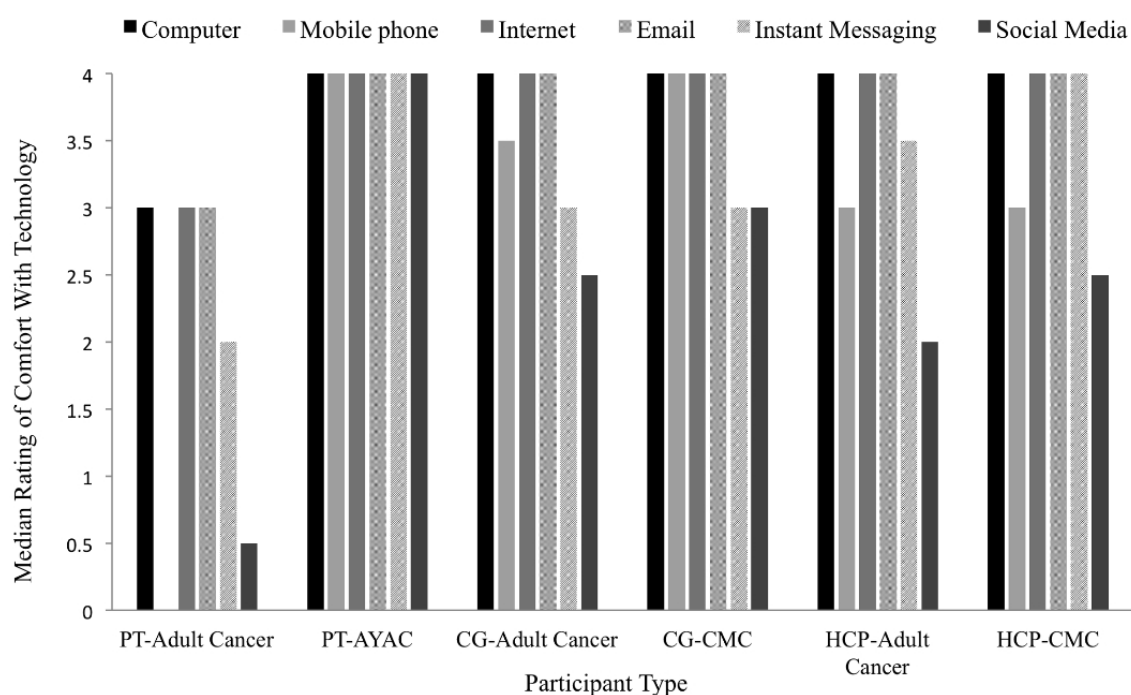 Computer Mobile phone Internet Email Instant Messaging Social Media
Median Rating of Comfort With Technology
4
3.5
3
2.5
2
1.5
1
0.5
0
PT-Adult Cancer PT-AYAC CG-Adult Cancer CG-CMC HCP-Adult HCP-CMC
Cancer
Participant Type